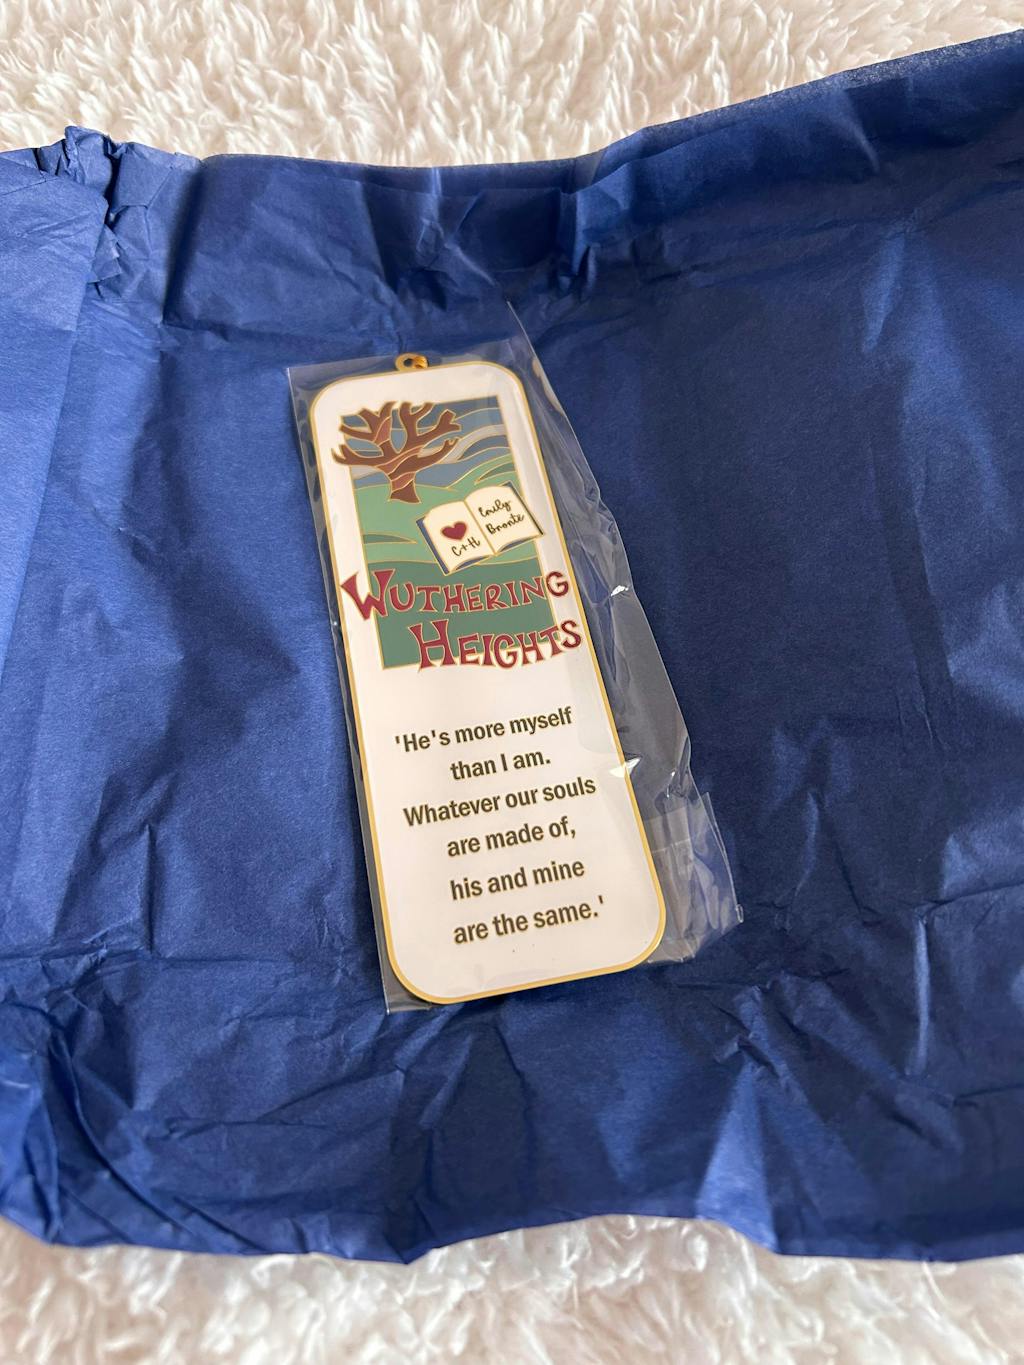 C+H
Emily
Brontë
WUTHERING
HEIGHTS
'He's more myself
than I am.
Whatever our souls
are made of,
his and mine
are the same.'